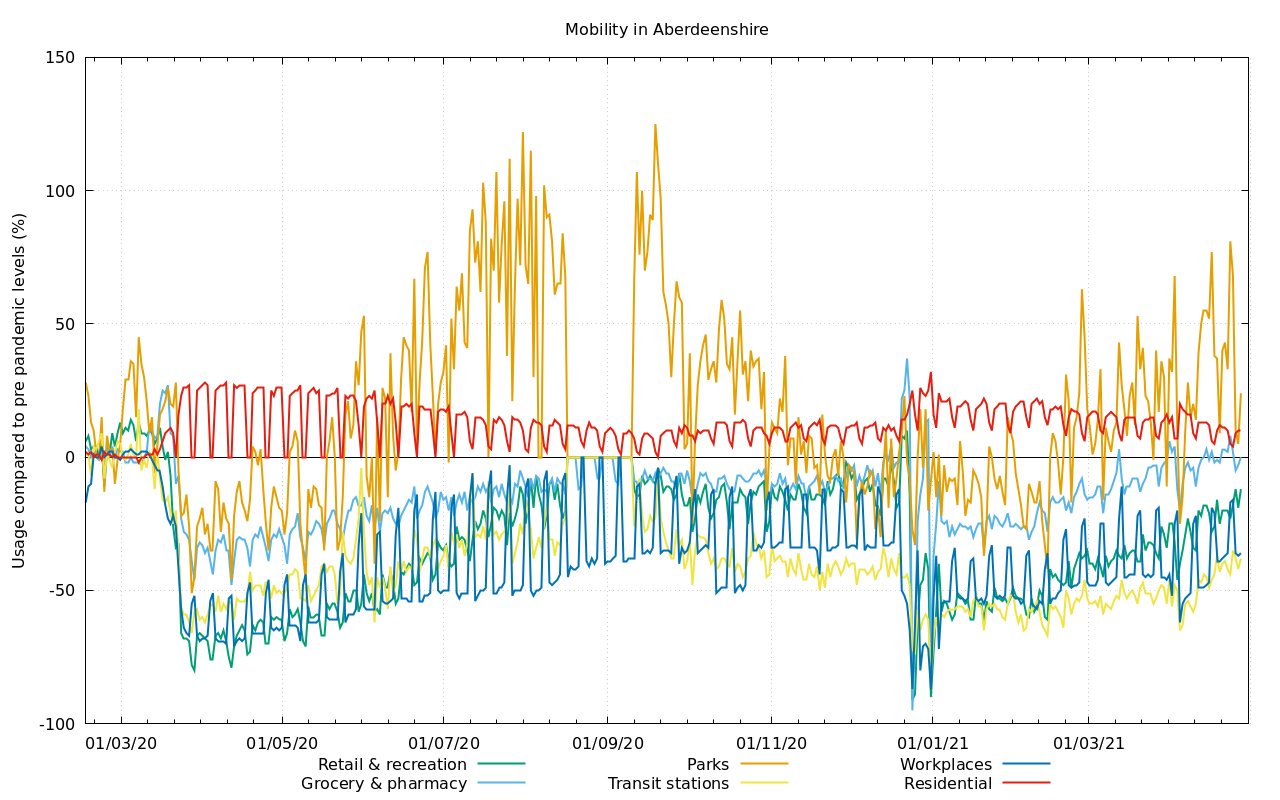 Mobility in Aberdeenshire
Usage compared to pre pandemic levels (%)
150
100
50
0
-50
-100
01/03/20 01/05/20 01/07/20 01/09/20 01/11/20 01/01/21 01/03/21
Retail & recreation Parks Workplaces
Grocery & pharmacy Transit stations Residential